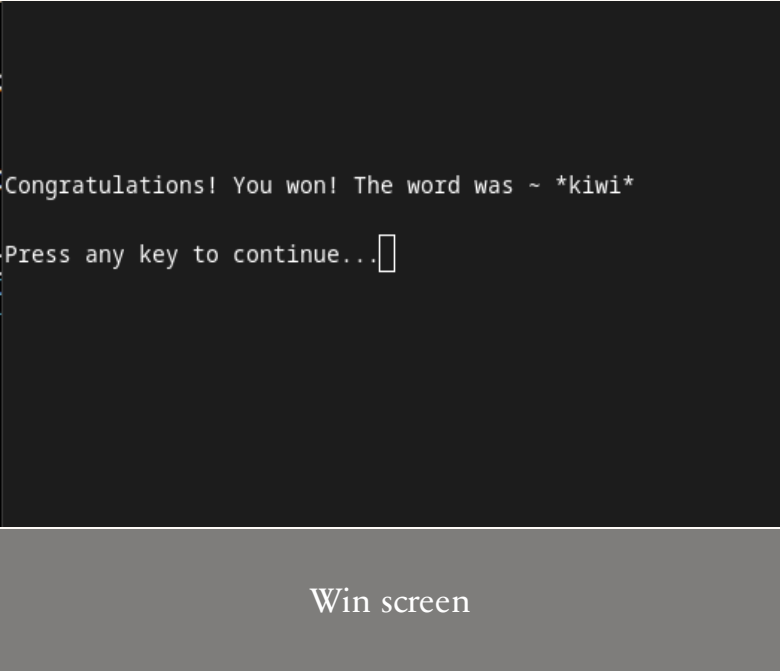 Congratulations! You won! The word was ~ *kiwi*
Press any key to continue...
Win screen